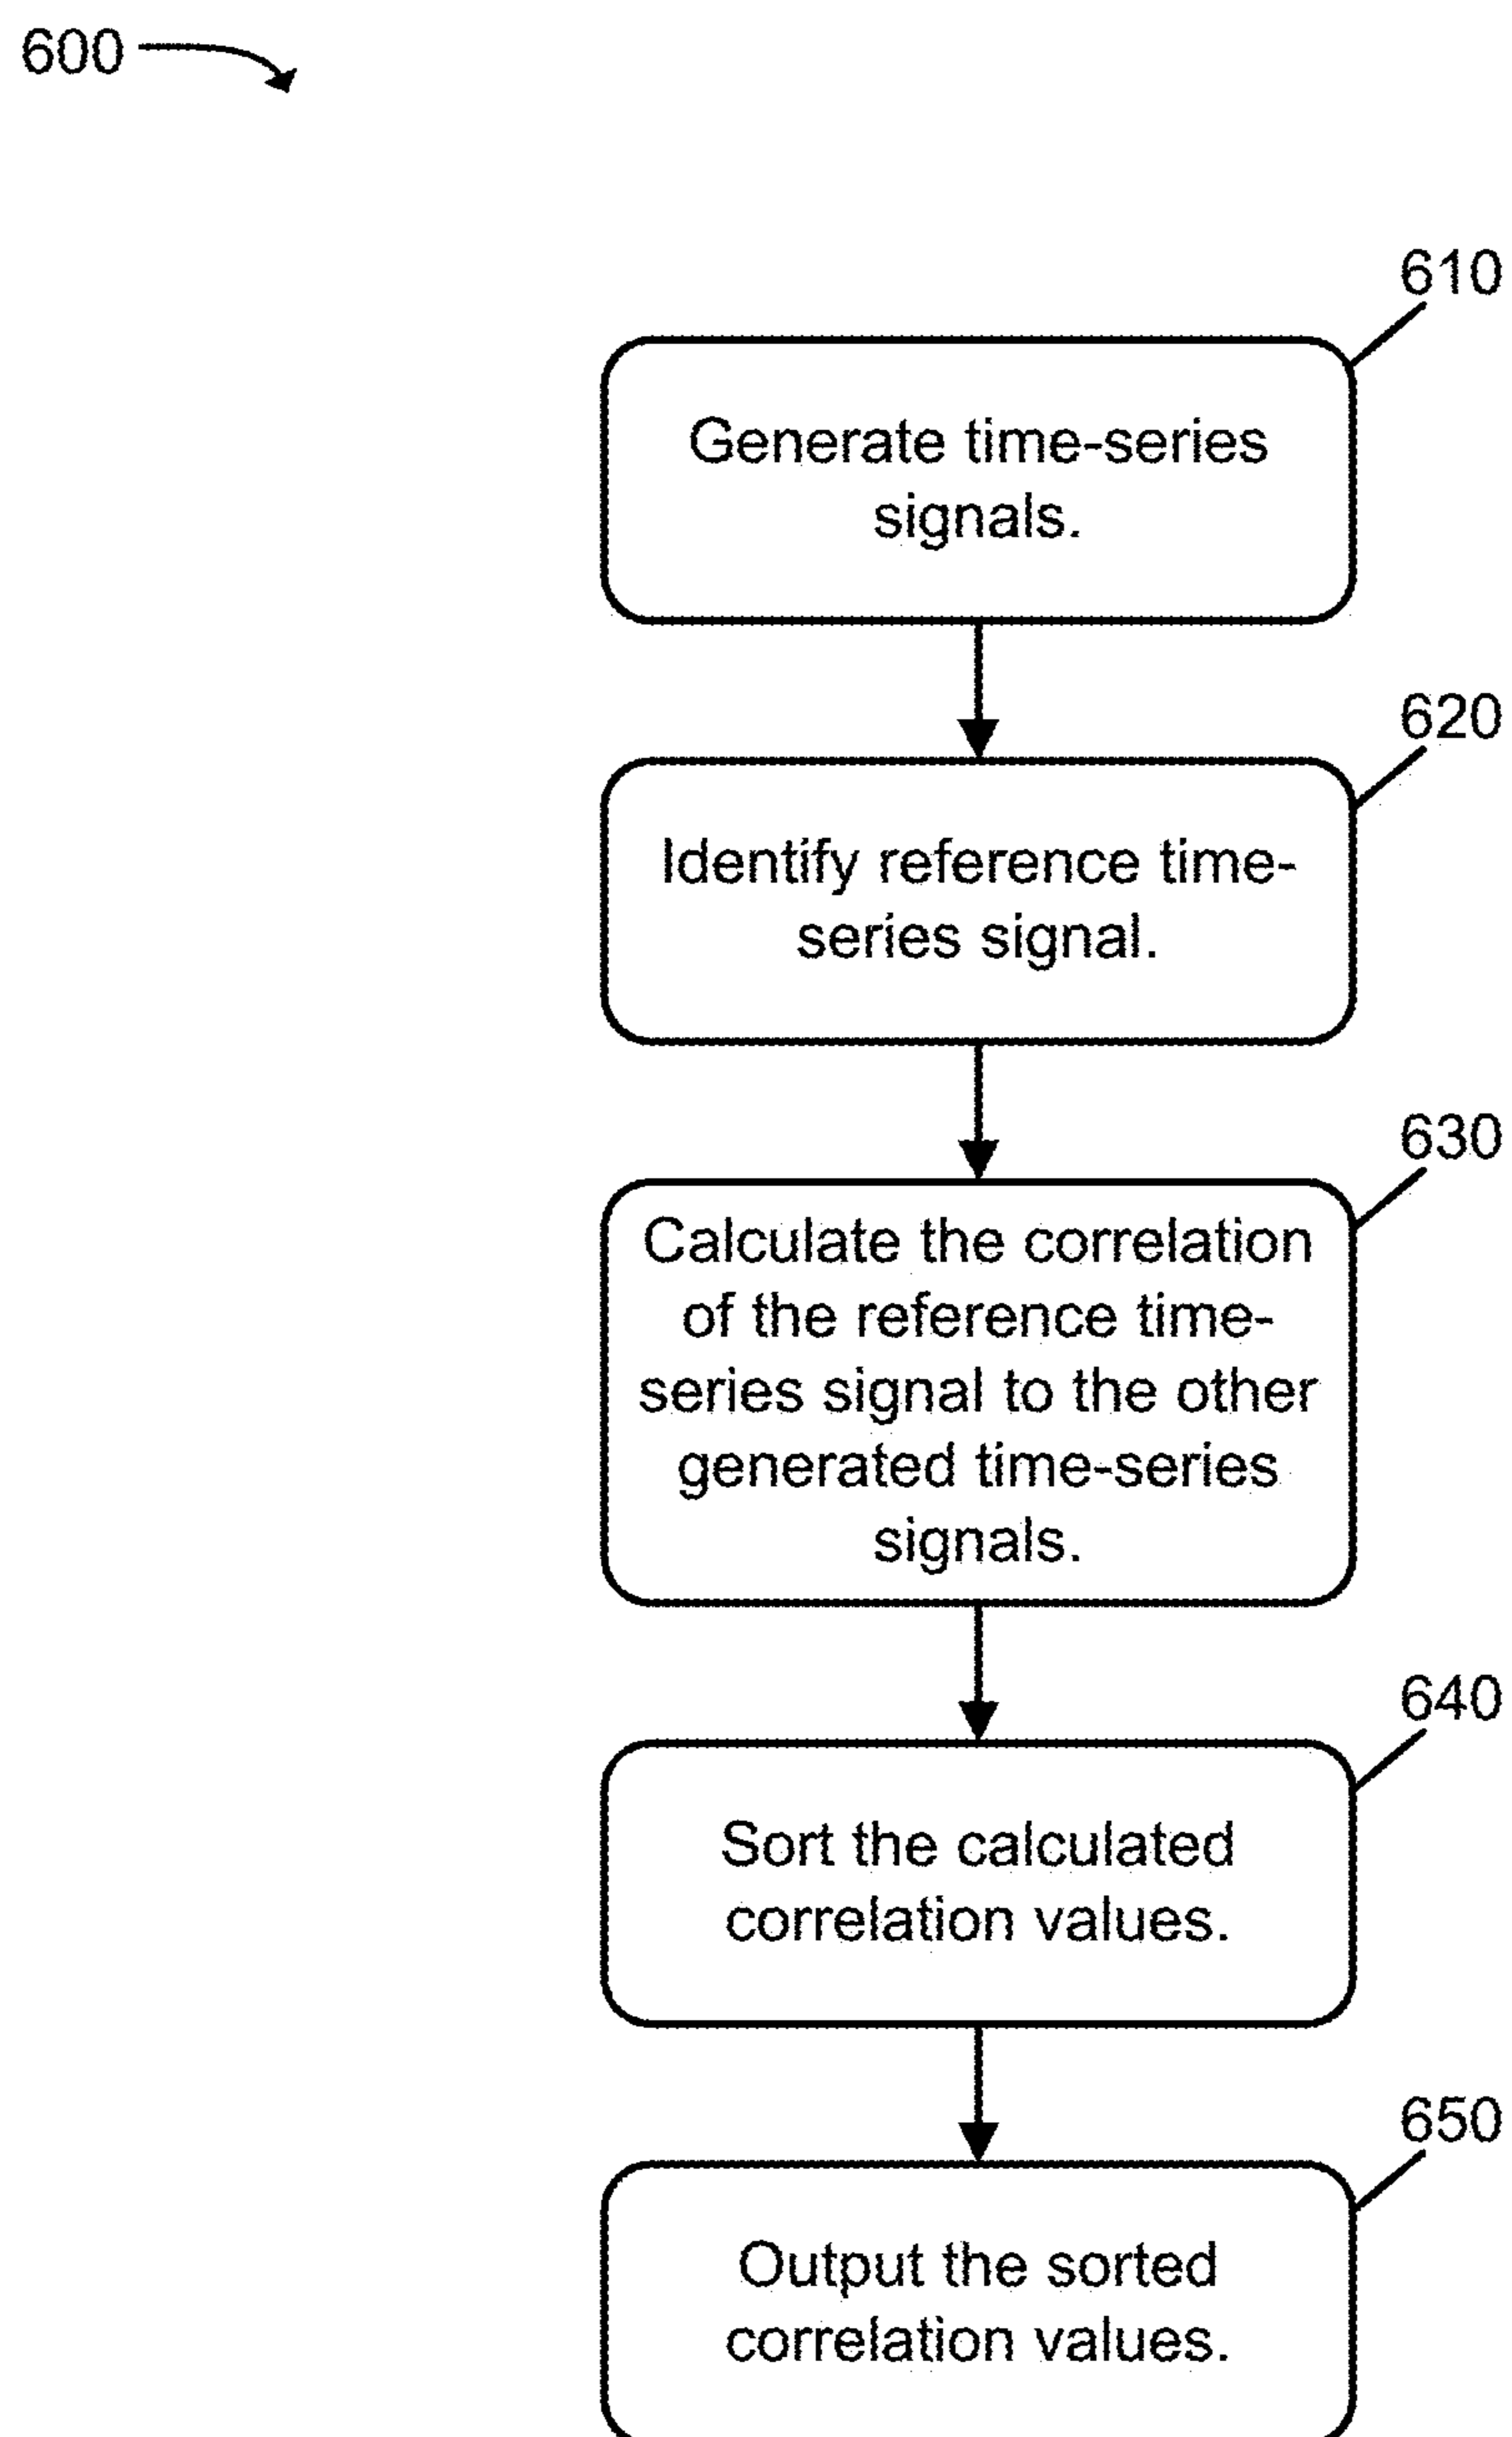 600
610
Generate time-series
signals.
620
Identify reference time-
series signal.
630
Calculate the correlation
of the reference time-
series signal to the other
generated time-series
signals.
640
Sort the calculated
correlation values.
650
Output the sorted
correlation values.